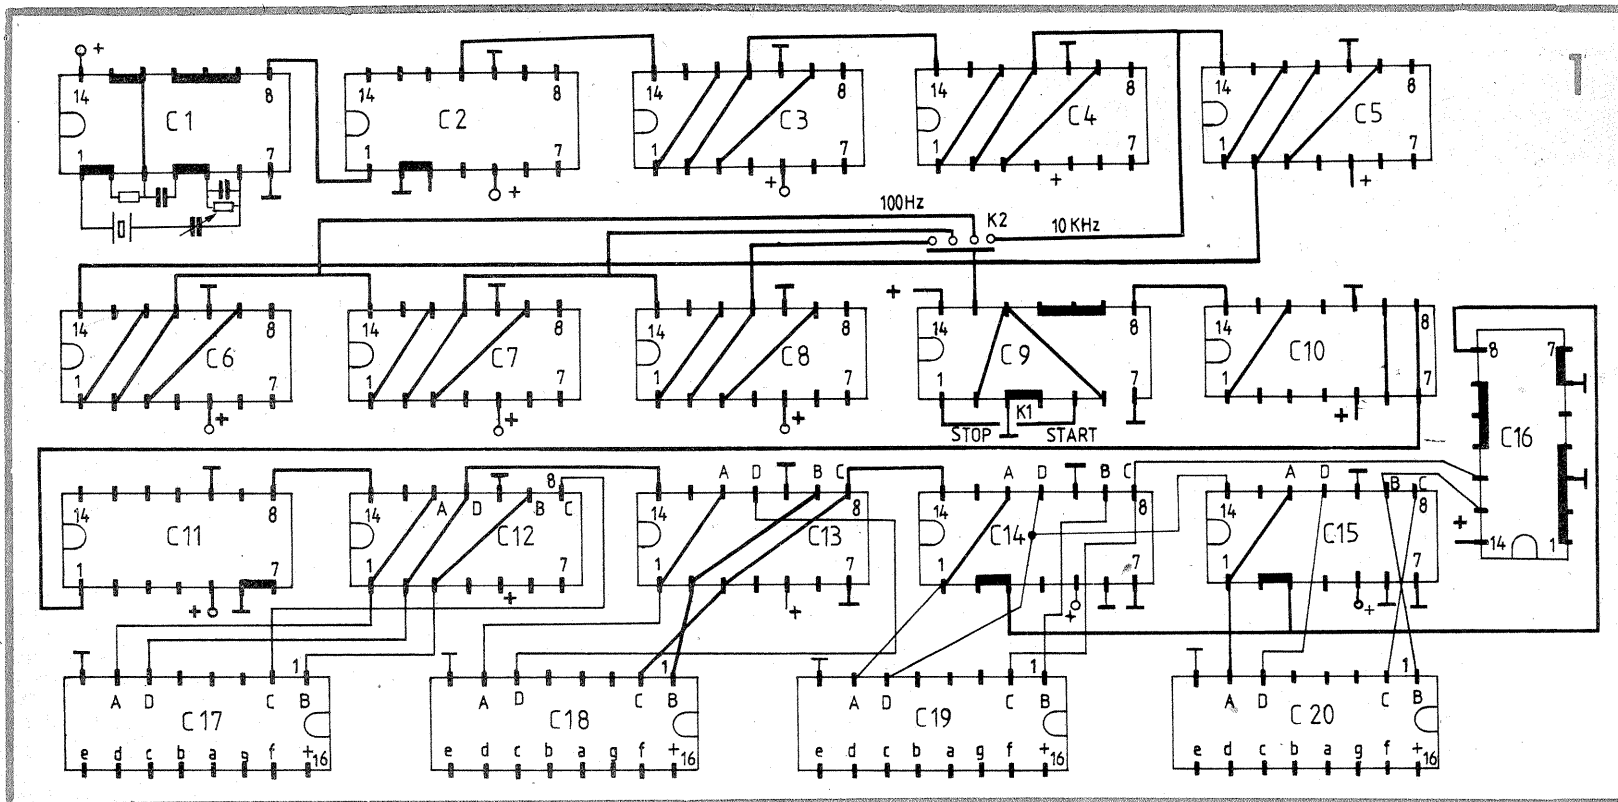 1
+
14 8 14 8 14 8 14 8 14 8
C1 C2 C3 C4 C5
1 7 1 7 1 7 1 7 1 7
+ + + +
100Hz K2 10 KHz
+
14 8 14 8 14 8 14 8 14 8
C6 C7 C8 C9 C10
1 7 1 7 1 7 1 7 1 7
K1
+ + + STOP START +
8 7
C16
+
14 1
A D B C A D B C A D B C
14 8 14 A D 8 B C 14 8 14 8 14 8
C11 C12 C13 C14 C15
1 7 1 7 1 7 1 7 1 7
+ + + + +
1 1 1 1
A D C B A D C B A D C B A D C B
C17 C18 C19 C20
e d c b a g f +16 e d c b a g f +16 e d c b a g f +16 e d c b a g f +16